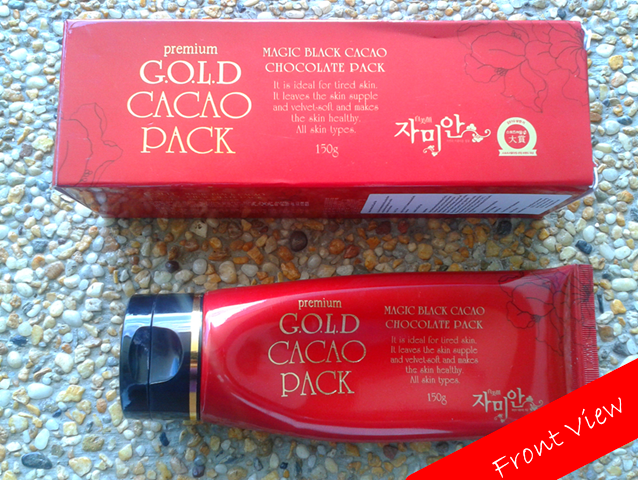 premium
G.O.L.D
CACAO
PACK
MAGIC BLACK CACAO
CHOCOLATE PACK
It is ideal for tired skin.
It leaves the skin supple
and velvet-soft and makes
the skin healthy.
All skin types.
150g
자미안
大賞
premium
G.O.L.D
CACAO
PACK
MAGIC BLACK CACAO
CHOCOLATE PACK
It is ideal for tired skin.
It leaves the skin supple
and velvet-soft and makes
the skin healthy.
All skin types.
150g
자미안
Front View